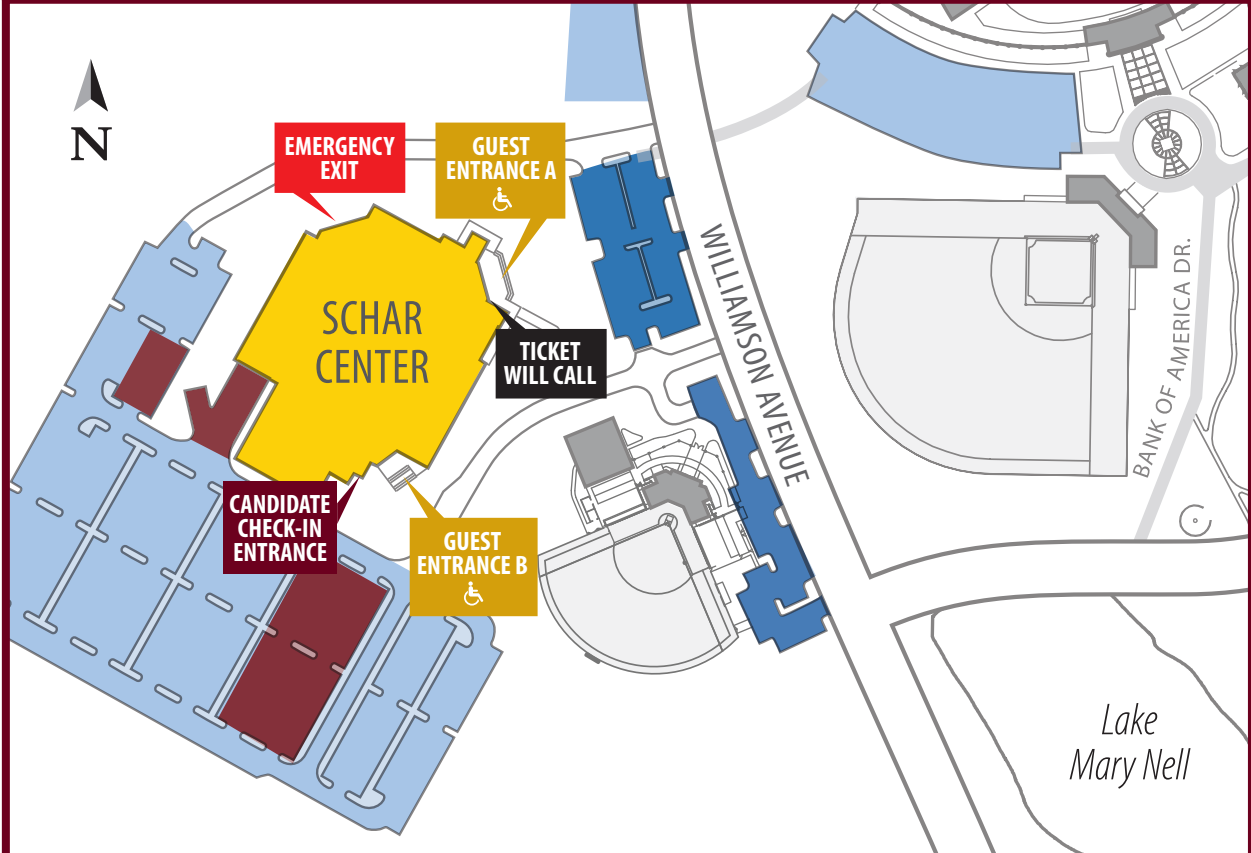 N
EMERGENCY
EXIT
GUEST
ENTRANCE A
SCHAR
CENTER
TICKET
WILL CALL
WILLIAMSON AVENUE
BANK OF AMERICA DR.
CANDIDATE
CHECK-IN
ENTRANCE
GUEST
ENTRANCE B
Lake
Mary Nell